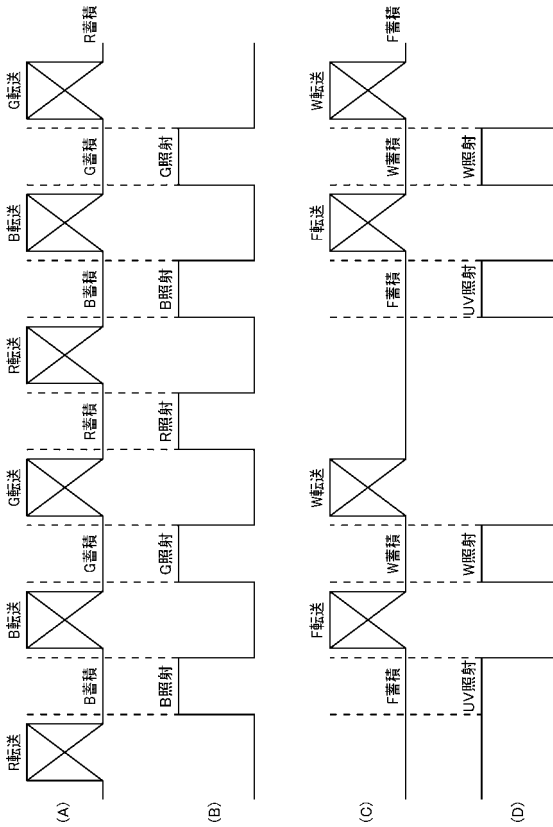 (A)
R転送
B蓄積
B転送
G蓄積
G転送
R蓄積
R転送
B蓄積
B転送
G蓄積
G転送
R蓄積
(B)
B照射
G照射
R照射
B照射
G照射
(C)
F蓄積
F転送
W蓄積
W転送
F蓄積
F転送
W蓄積
W転送
F蓄積
(D)
UV照射
W照射
UV照射
W照射